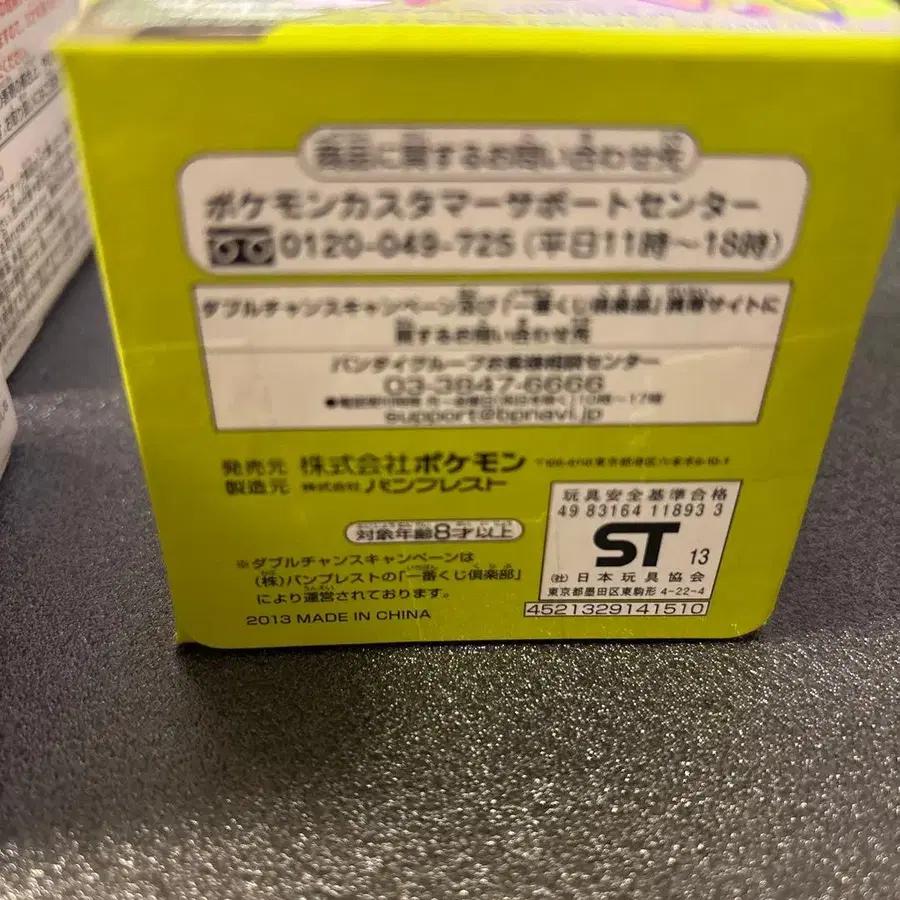 商品に関するお問い合わせ先
ポケモンカスタマーサポートセンター
0120-049-725 (平日11時～18時)
ダブルチャンスキャンペーン及び「一番くじ倶楽部」携帯サイトに
関するお問い合わせ先
バンダイグループお客様相談センター
03-3847-6666
10時～17時
support@bpnavi.jp
発売元 株式会社ポケモン
製造元 株式会社 バンプレスト
対象年齢8才以上
※ダブルチャンスキャンペーンは
(株)バンプレストの「一番くじ倶楽部」
により運営されております。
2013 MADE IN CHINA
玩具安全基準合格
49 83164 11893 3
ST 13
(社)日本玩具協会
東京都墨田区東駒形 4-22-4
4521329141510